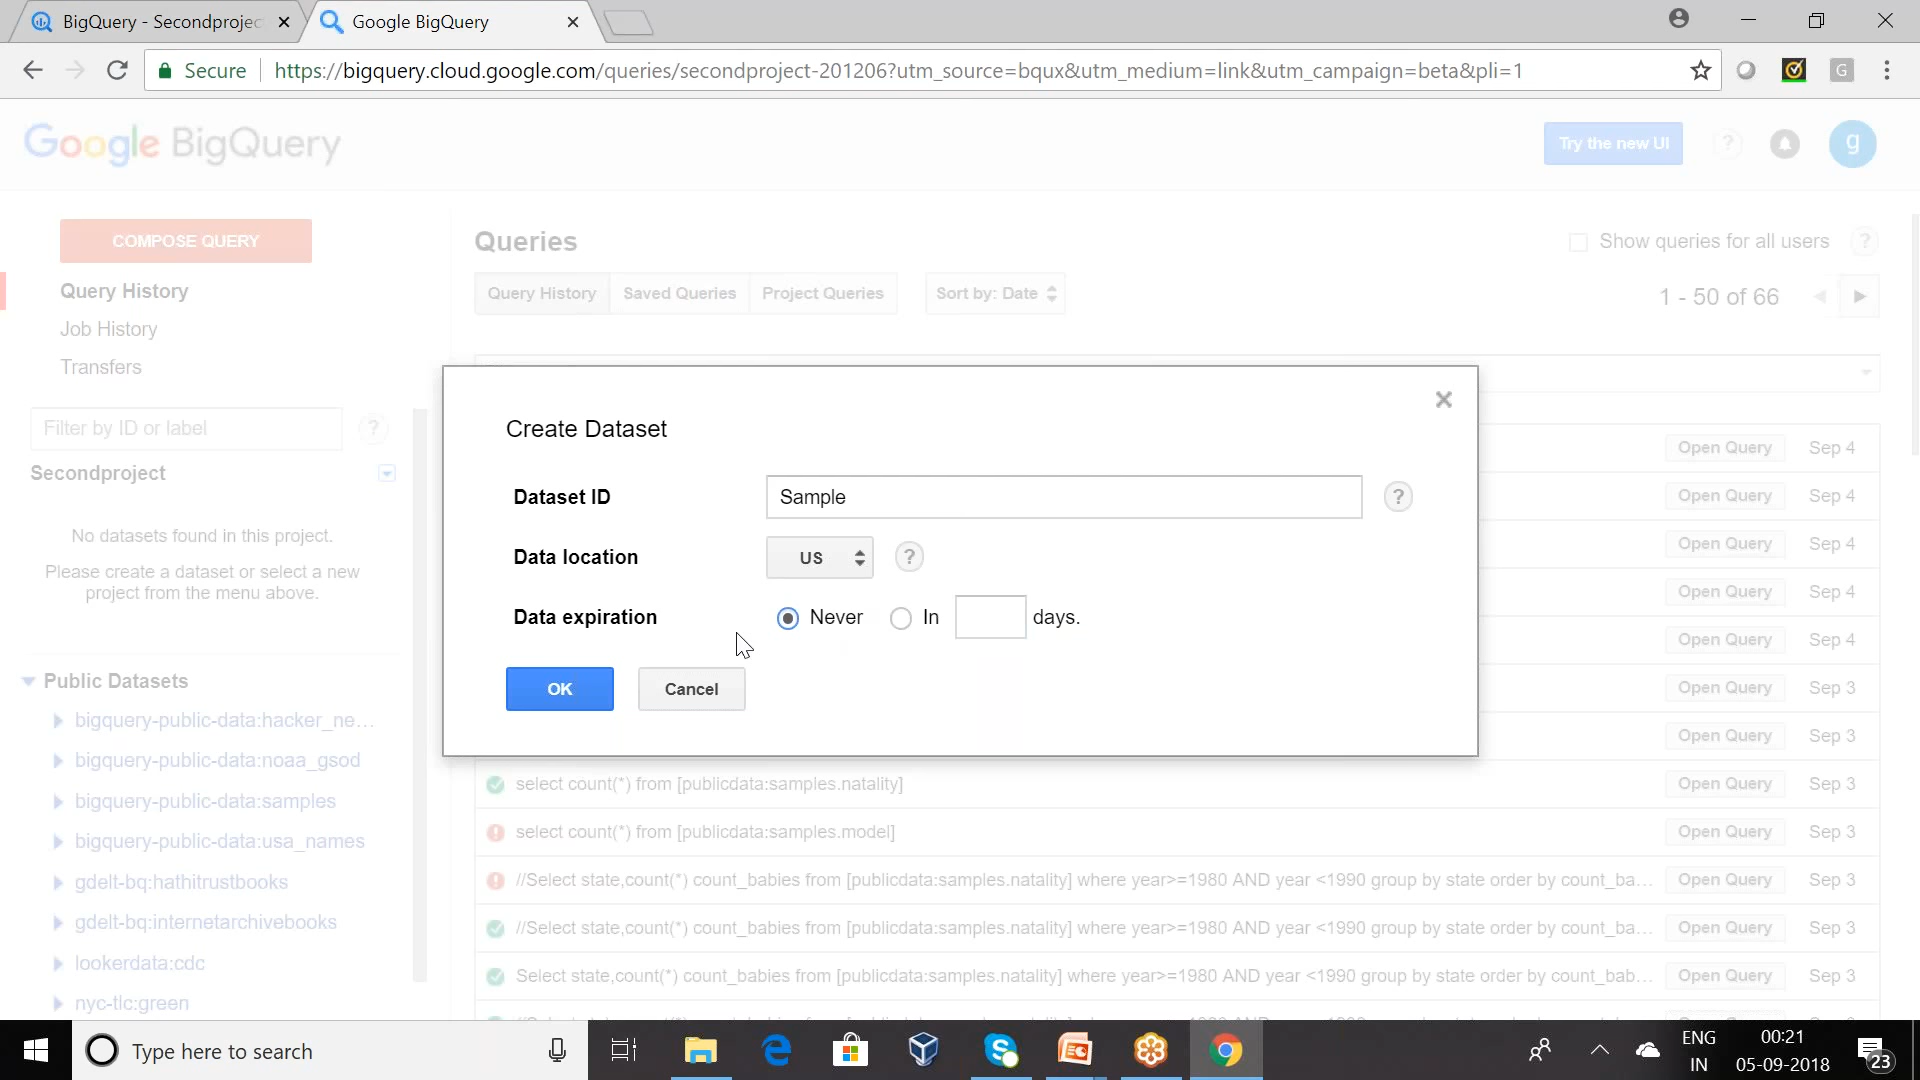 BigQuery - Secondprojec
Google BigQuery
Secure
https://bigquery.cloud.google.com/queries/secondproject-201206?utm_source=bqux&utm_medium=link&utm_campaign=beta&pli=1
G
Google BigQuery
Try the new UI
?
g
COMPOSE QUERY
Query History
Job History
Transfers
Filter by ID or label
?
Secondproject
No datasets found in this project.
Please create a dataset or select a new
project from the menu above.
Public Datasets
bigquery-public-data:hacker_ne...
bigquery-public-data:noaa_gsod
bigquery-public-data:samples
bigquery-public-data:usa_names
gdelt-bq:hathitrustbooks
gdelt-bq:internetarchivebooks
lookerdata:cdc
nyc-tlc:green
Queries
Show queries for all users
?
Query History
Saved Queries
Project Queries
Sort by: Date
1 - 50 of 66
Create Dataset
Dataset ID
Sample
?
Data location
US
?
Data expiration
Never
In
days.
OK
Cancel
Open Query Sep 4
Open Query Sep 4
Open Query Sep 4
Open Query Sep 4
Open Query Sep 4
Open Query Sep 3
Open Query Sep 3
select count(*) from [publicdata:samples.natality] Open Query Sep 3
select count(*) from [publicdata:samples.model] Open Query Sep 3
//Select state,count(*) count_babies from [publicdata:samples.natality] where year>=1980 AND year <1990 group by state order by count_ba... Open Query Sep 3
//Select state,count(*) count_babies from [publicdata:samples.natality] where year>=1980 AND year <1990 group by state order by count_ba... Open Query Sep 3
Select state,count(*) count_babies from [publicdata:samples.natality] where year>=1980 AND year <1990 group by state order by count_bab... Open Query Sep 3
Type here to search
ENG
IN
00:21
05-09-2018
23